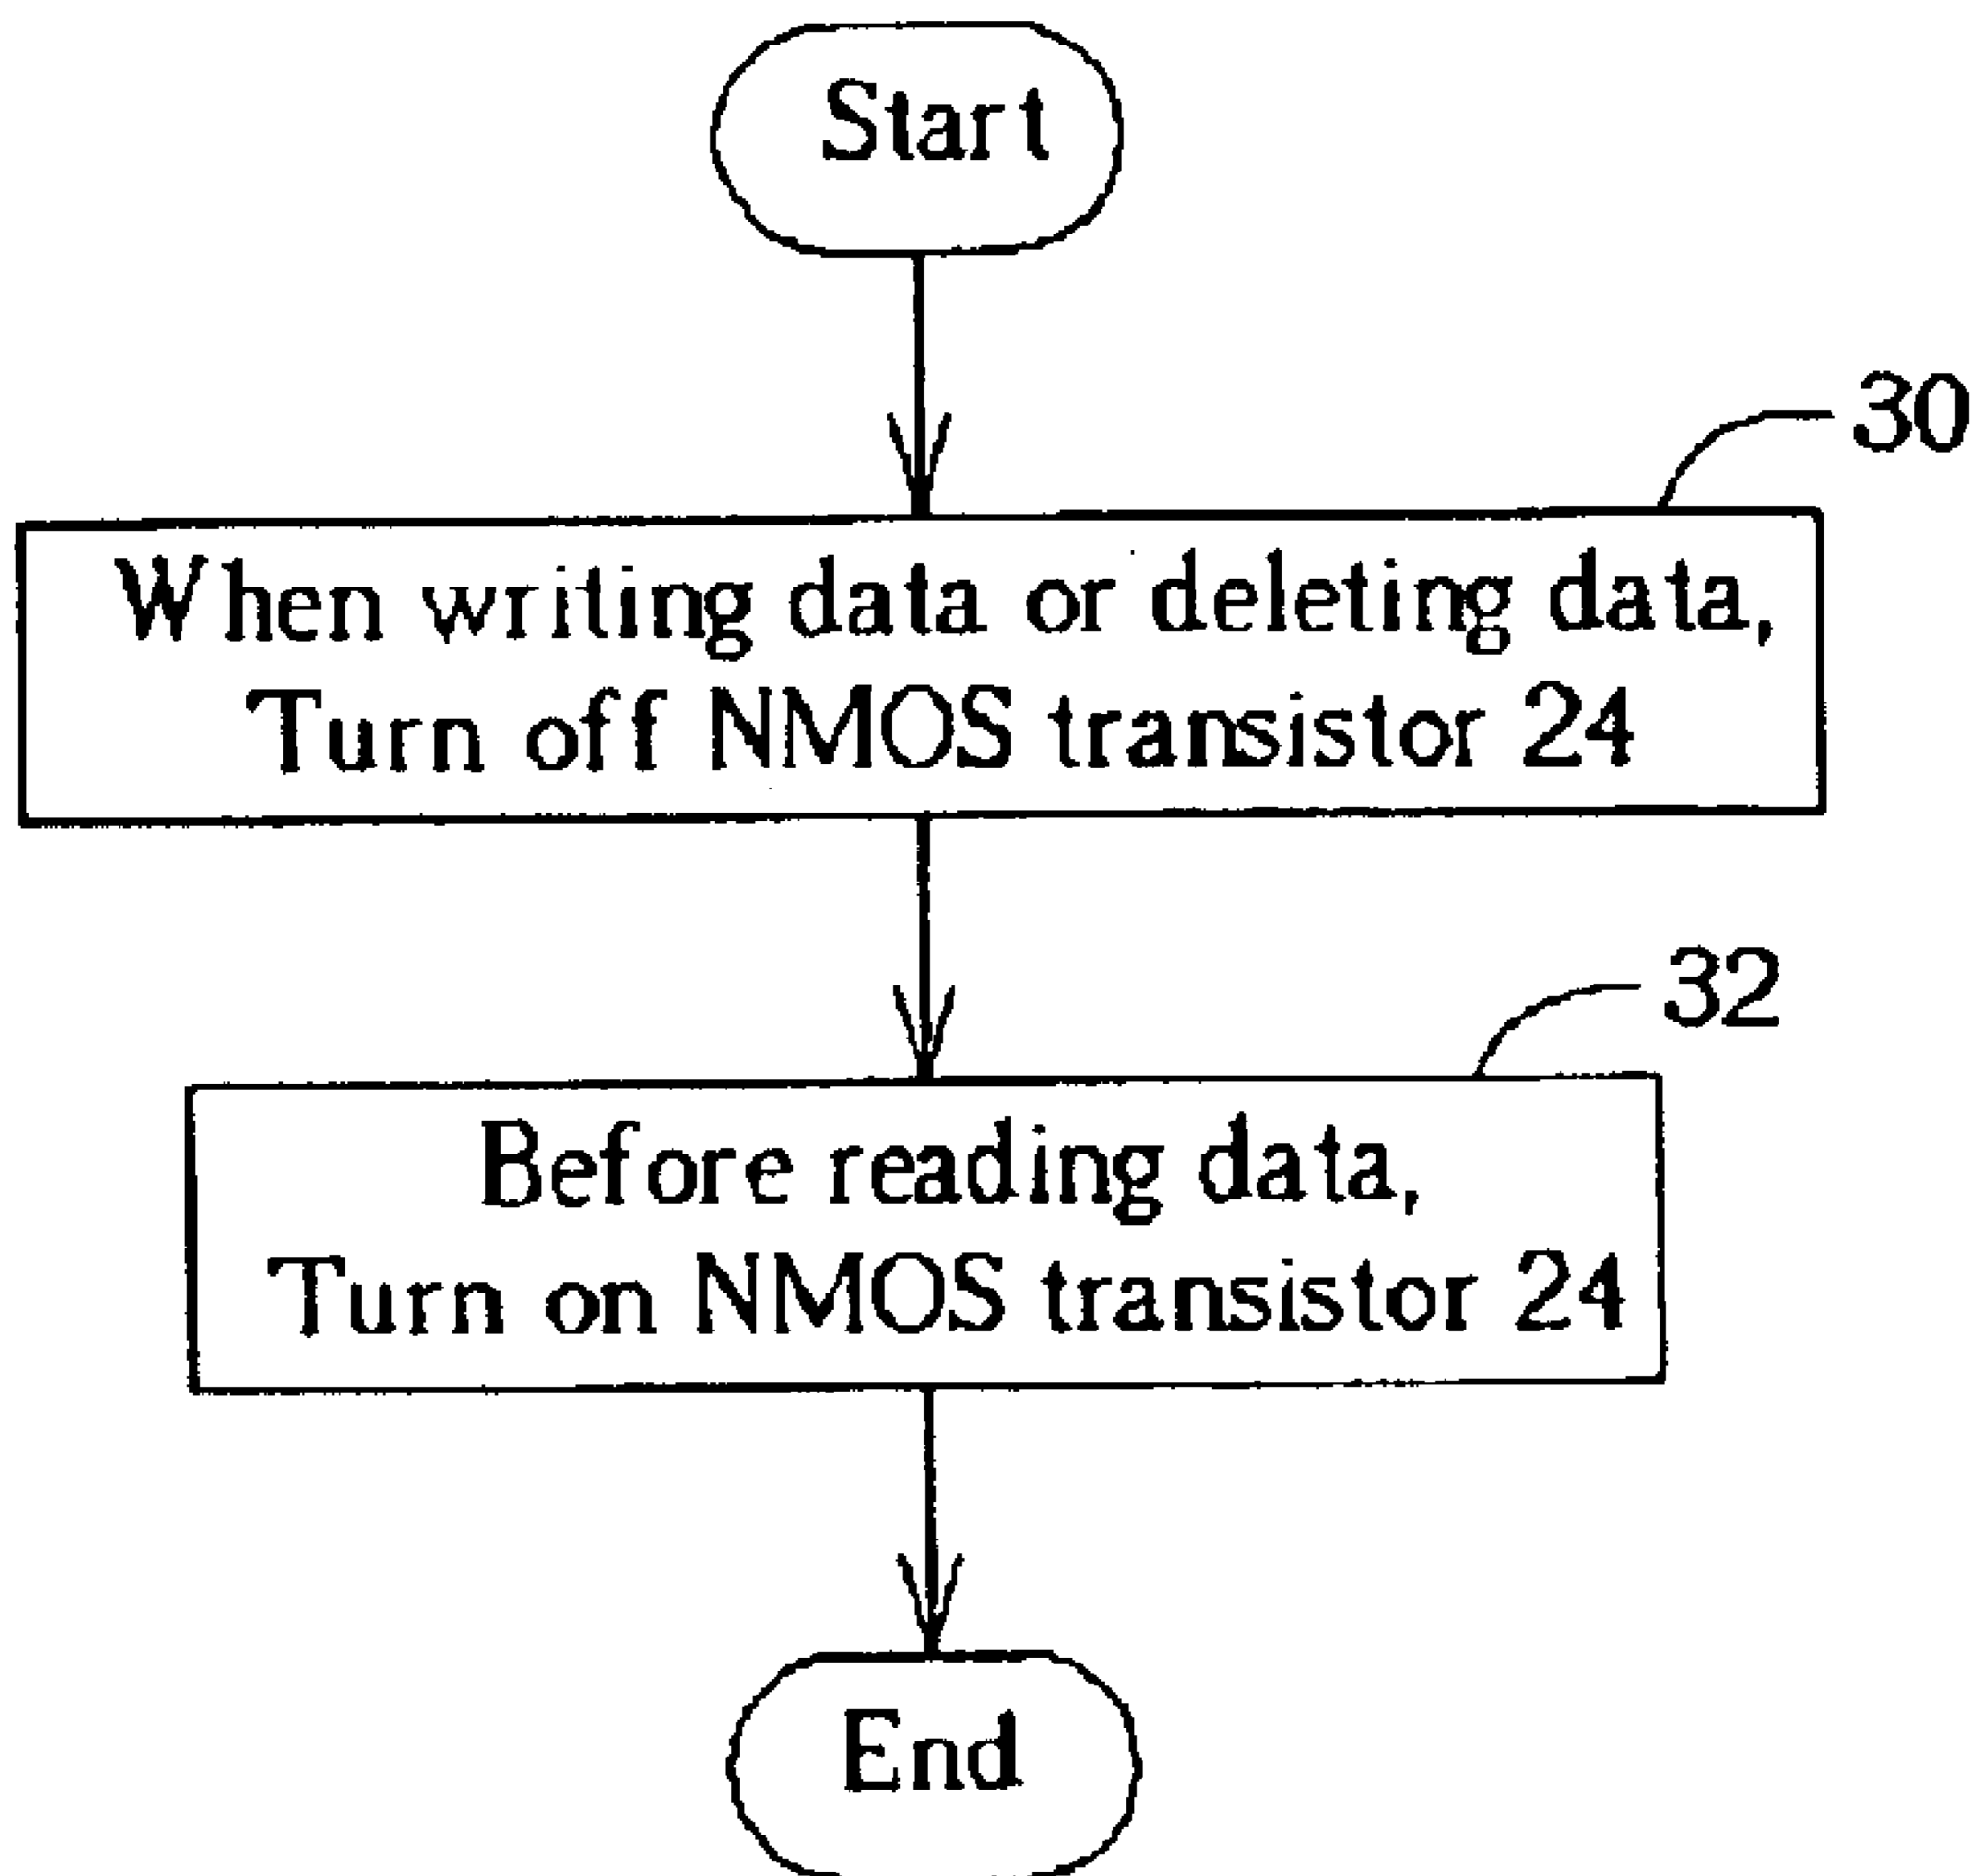 Start
30
When writing data or deleting data,
Turn off NMOS transistor 24
32
Before reading data,
Turn on NMOS transistor 24
End